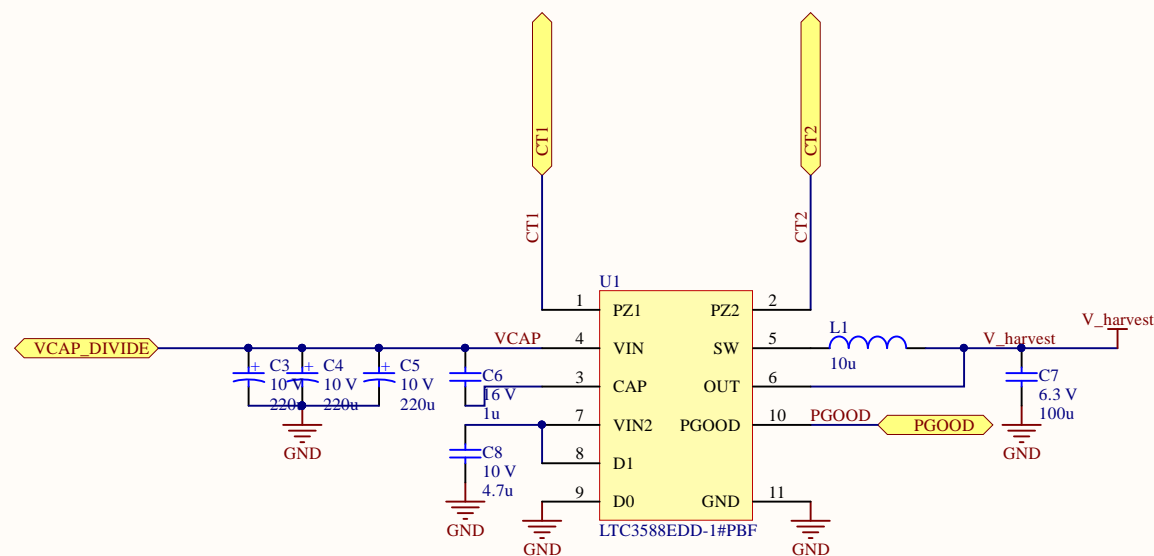 CT1
CT2
CT1
CT2
U1
1
PZ1
PZ2
2
VCAP_DIVIDE
VCAP
4
VIN
SW
5
L1
10u
V_harvest
V_harvest
C3
10 V
220u
C4
10 V
220u
C5
10 V
220u
C6
16 V
1u
3
CAP
OUT
6
C7
6.3 V
100u
7
VIN2
PGOOD
10
PGOOD
PGOOD
GND
C8
10 V
4.7u
8
D1
GND
9
D0
GND
11
GND
LTC3588EDD-1#PBF
GND
GND